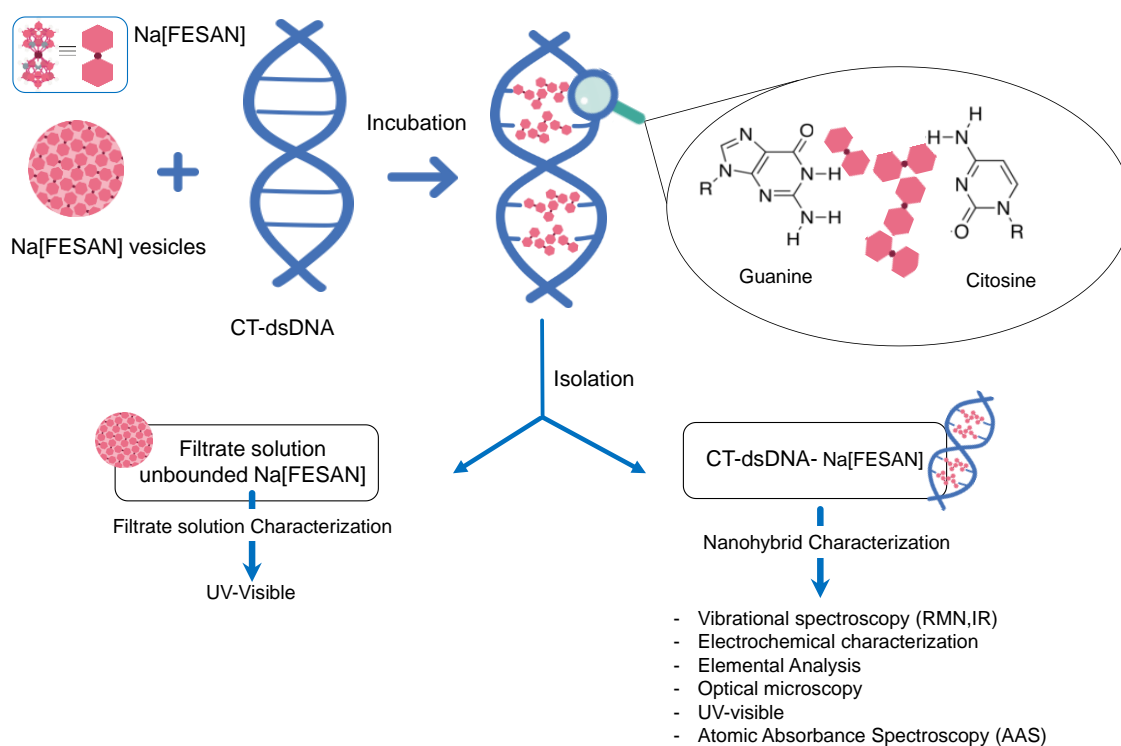 Na[FESAN]
Na[FESAN] vesicles
CT-dsDNA
Incubation
N
N
N
R
N
O
N
H
N
H
H
Guanine
H
H
N
N
O
N
R
Citosine
Isolation
Filtrate solution
unbounded Na[FESAN]
Filtrate solution Characterization
UV-Visible
CT-dsDNA- Na[FESAN]
Nanohybrid Characterization
- Vibrational spectroscopy (RMN,IR)
- Electrochemical characterization
- Elemental Analysis
- Optical microscopy
- UV-visible
- Atomic Absorbance Spectroscopy (AAS)